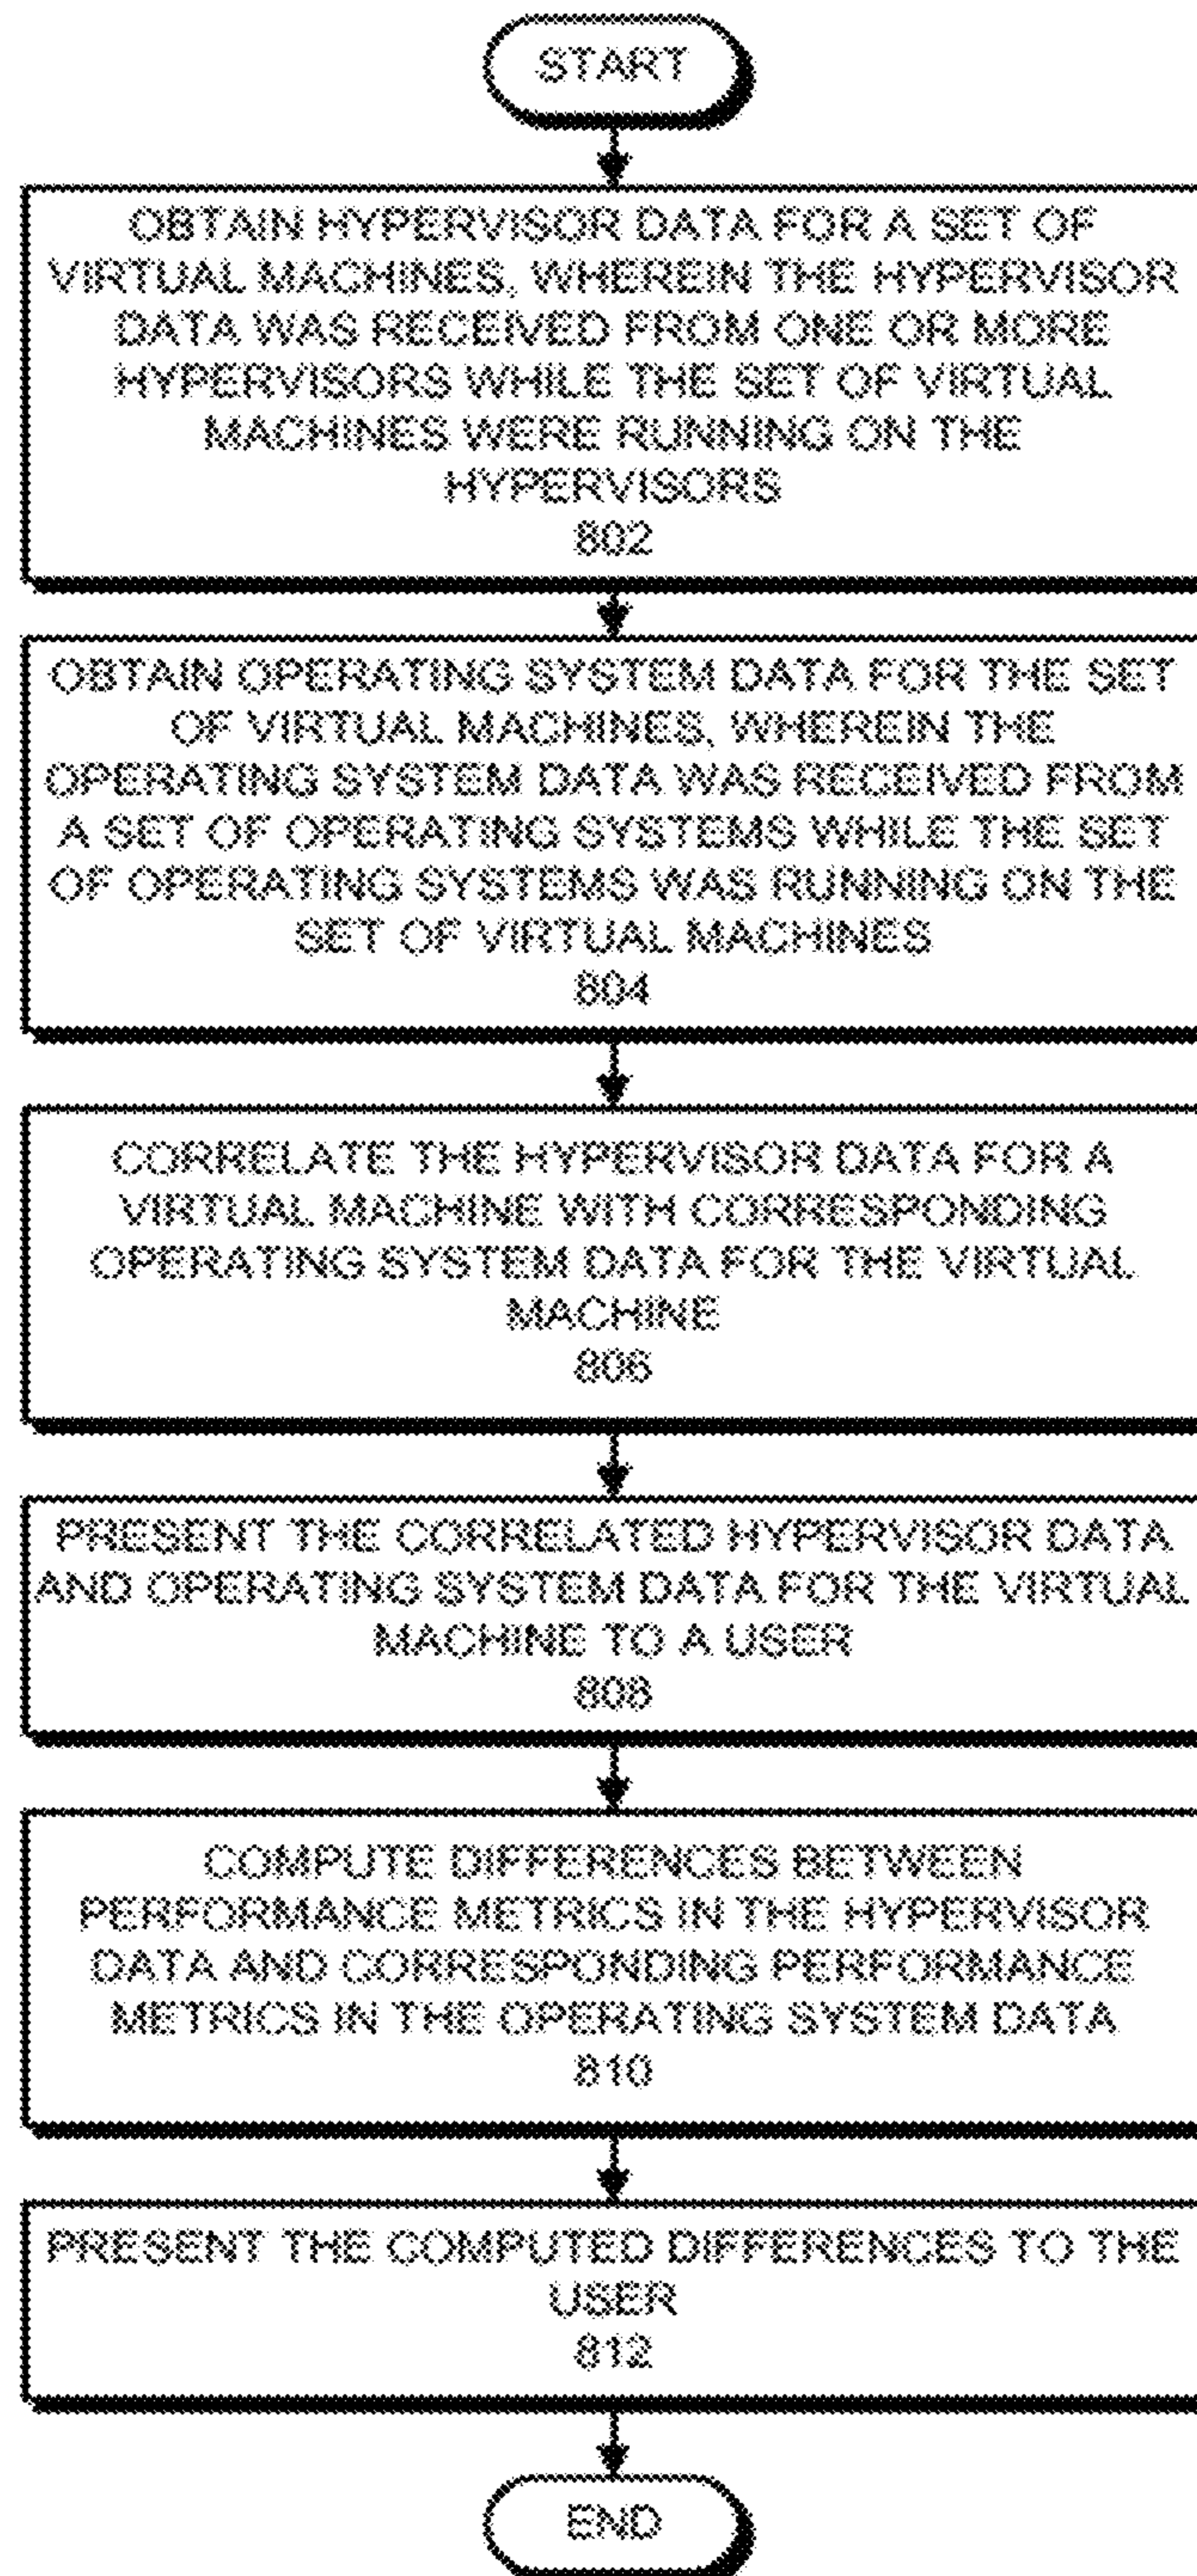 START
OBTAIN HYPERVISOR DATA FOR A SET OF
VIRTUAL MACHINES, WHEREIN THE HYPERVISOR
DATA WAS RECEIVED FROM ONE OR MORE
HYPERVISORS WHILE THE SET OF VIRTUAL
MACHINES WERE RUNNING ON THE
HYPERVISORS
802
OBTAIN OPERATING SYSTEM DATA FOR THE SET
OF VIRTUAL MACHINES, WHEREIN THE
OPERATING SYSTEM DATA WAS RECEIVED FROM
A SET OF OPERATING SYSTEMS WHILE THE SET
OF OPERATING SYSTEMS WAS RUNNING ON THE
SET OF VIRTUAL MACHINES
804
CORRELATE THE HYPERVISOR DATA FOR A
VIRTUAL MACHINE WITH CORRESPONDING
OPERATING SYSTEM DATA FOR THE VIRTUAL
MACHINE
806
PRESENT THE CORRELATED HYPERVISOR DATA
AND OPERATING SYSTEM DATA FOR THE VIRTUAL
MACHINE TO A USER
808
COMPUTE DIFFERENCES BETWEEN
PERFORMANCE METRICS IN THE HYPERVISOR
DATA AND CORRESPONDING PERFORMANCE
METRICS IN THE OPERATING SYSTEM DATA
810
PRESENT THE COMPUTED DIFFERENCES TO THE
USER
812
END